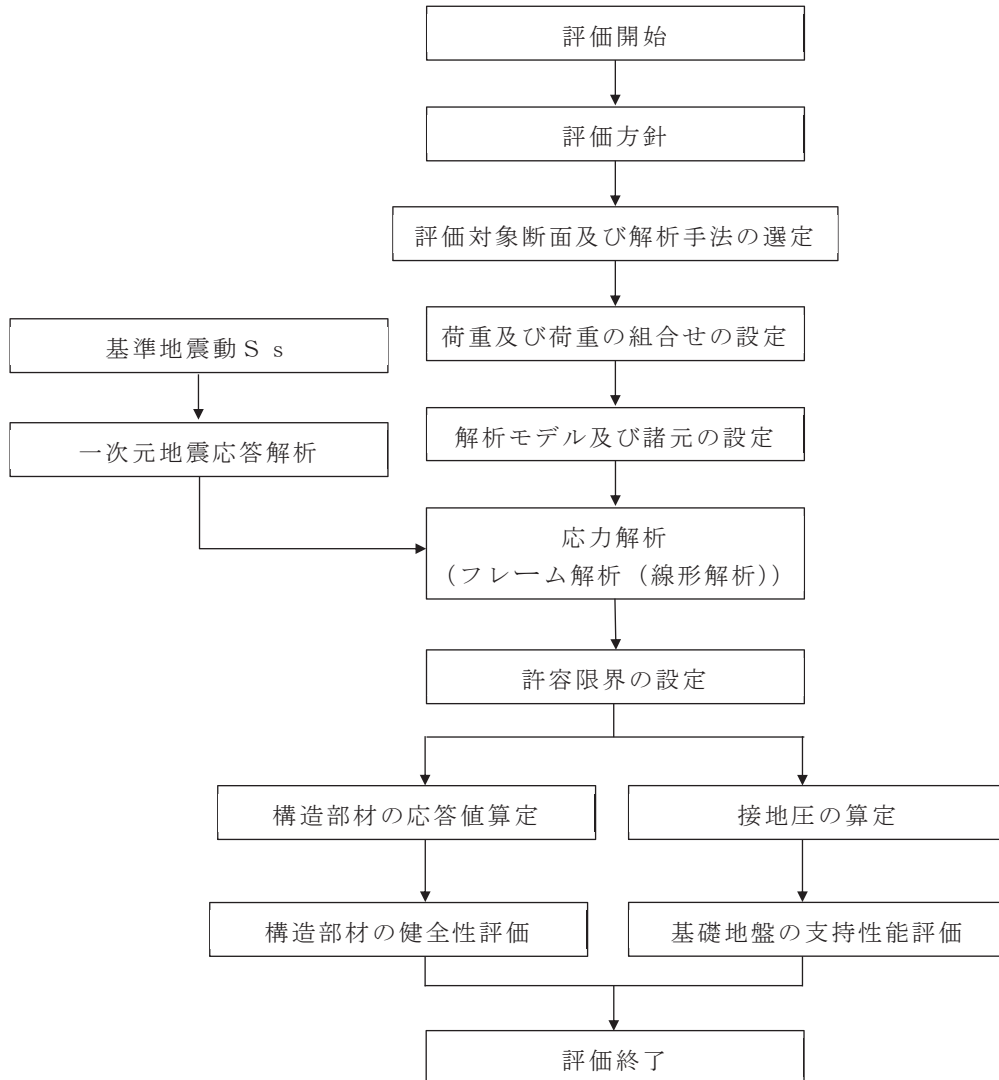 評価開始
評価方針
評価対象断面及び解析手法の選定
荷重及び荷重の組合せの設定
基準地震動Ｓｓ
解析モデル及び諸元の設定
一次元地震応答解析
応力解析
（フレーム解析（線形解析））
許容限界の設定
構造部材の応答値算定
接地圧の算定
構造部材の健全性評価
基礎地盤の支持性能評価
評価終了